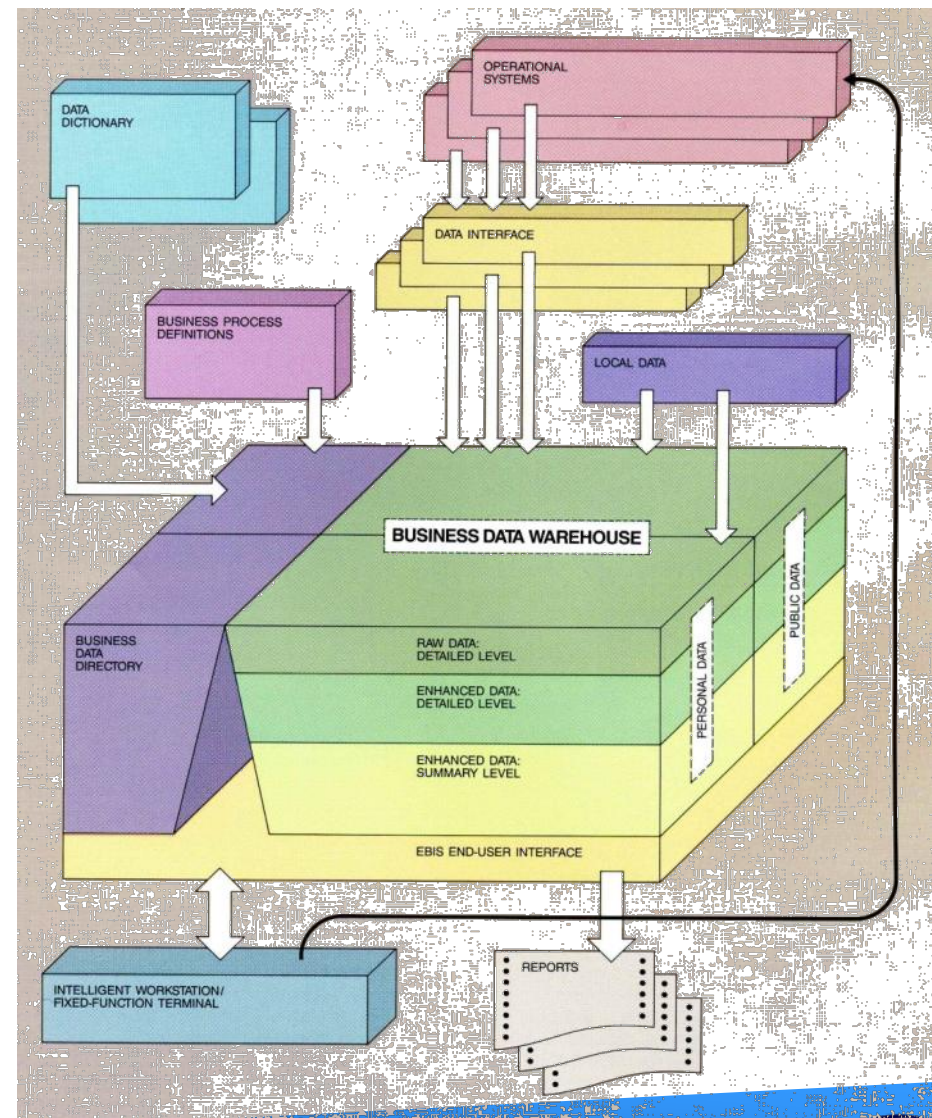 OPERATIONAL
SYSTEMS
DATA
DICTIONARY
DATA INTERFACE
BUSINESS PROCESS
DEFINITIONS
LOCAL DATA
BUSINESS DATA WAREHOUSE
BUSINESS
DATA
DIRECTORY
RAW DATA:
DETAILED LEVEL
ENHANCED DATA:
DETAILED LEVEL
ENHANCED DATA:
SUMMARY LEVEL
PERSONAL DATA
PUBLIC DATA
EBIS END-USER INTERFACE
REPORTS
INTELLIGENT WORKSTATION/
FIXED-FUNCTION TERMINAL